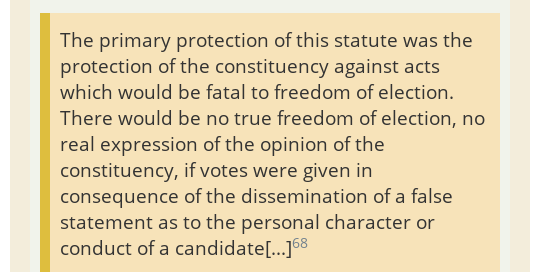 The primary protection of this statute was the
protection of the constituency against acts
which would be fatal to freedom of election.
There would be no true freedom of election, no
real expression of the opinion of the
constituency, if votes were given in
consequence of the dissemination of a false
statement as to the personal character or
conduct of a candidate[...]68